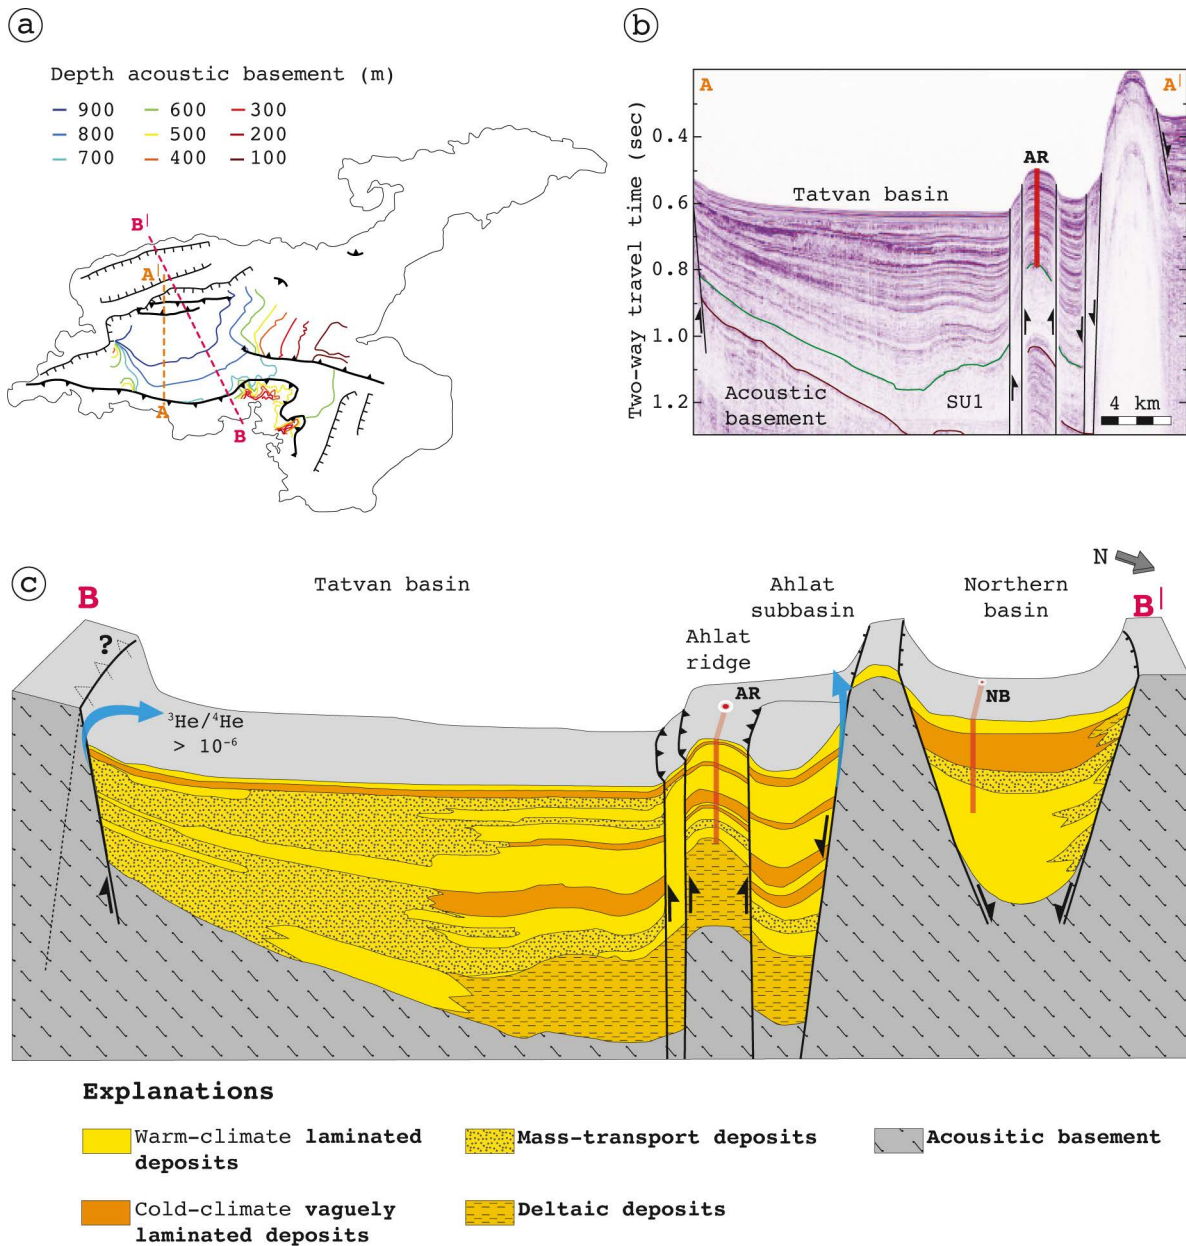 a
Depth acoustic basement (m)
900 600 300
800 500 200
700 400 100
B|
A|
A
B
b
A A|
Two-way travel time (sec)
0.4
0.6
0.8
1.0
1.2
AR
Tatvan basin
Acoustic
basement
SU1
4 km
c
N
B
B|
Tatvan basin
Ahlat
subbasin
Northern
basin
Ahlat
ridge
?
AR
NB
³He/⁴He
> 10⁻⁶
Explanations
Warm-climate laminated
deposits
Mass-transport deposits
Acousitic basement
Cold-climate vaguely
laminated deposits
Deltaic deposits